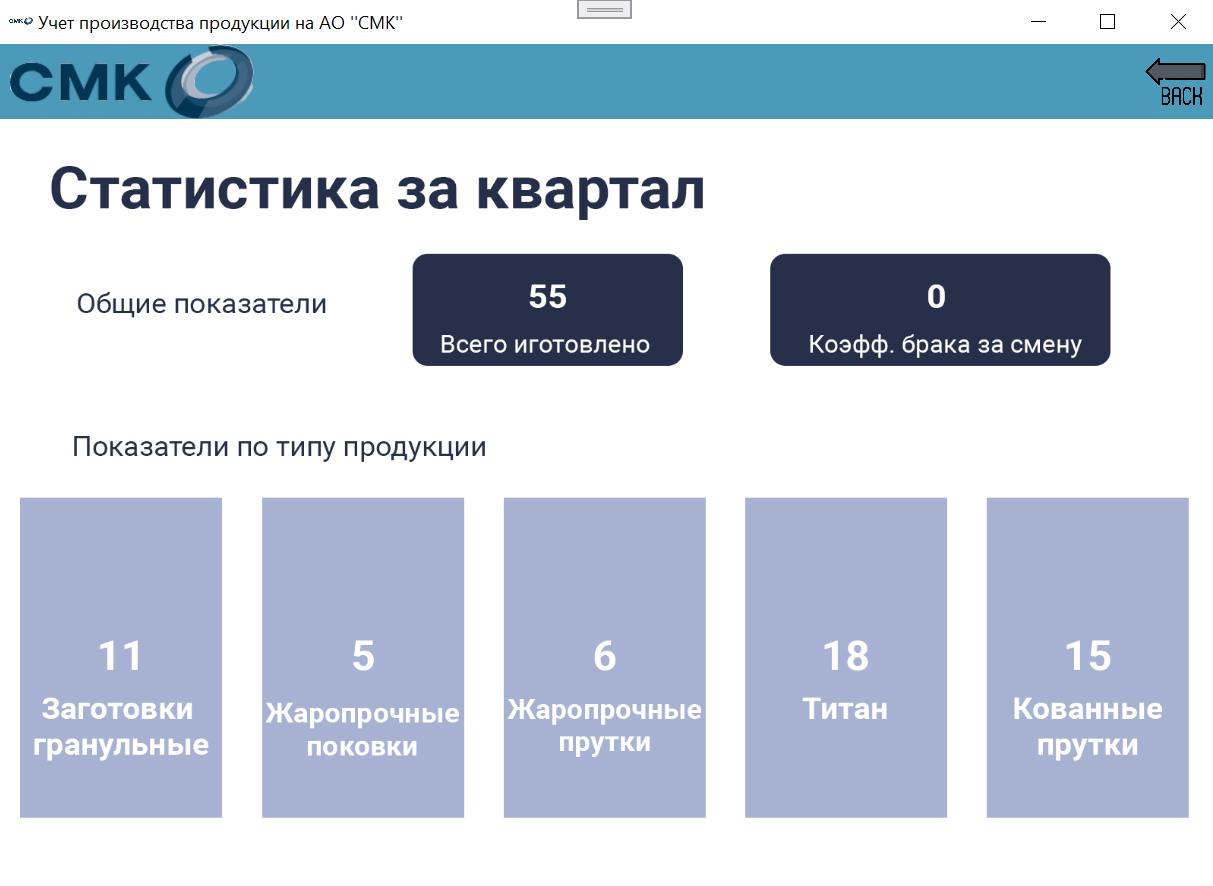 СМК Учет производства продукции на АО ''СМК''
СМК
BACK
Статистика за квартал
Общие показатели
55
Всего иготовлено
0
Коэфф. брака за смену
Показатели по типу продукции
11
Заготовки
гранульные
5
Жаропрочные
поковки
6
Жаропрочные
прутки
18
Титан
15
Кованные
прутки